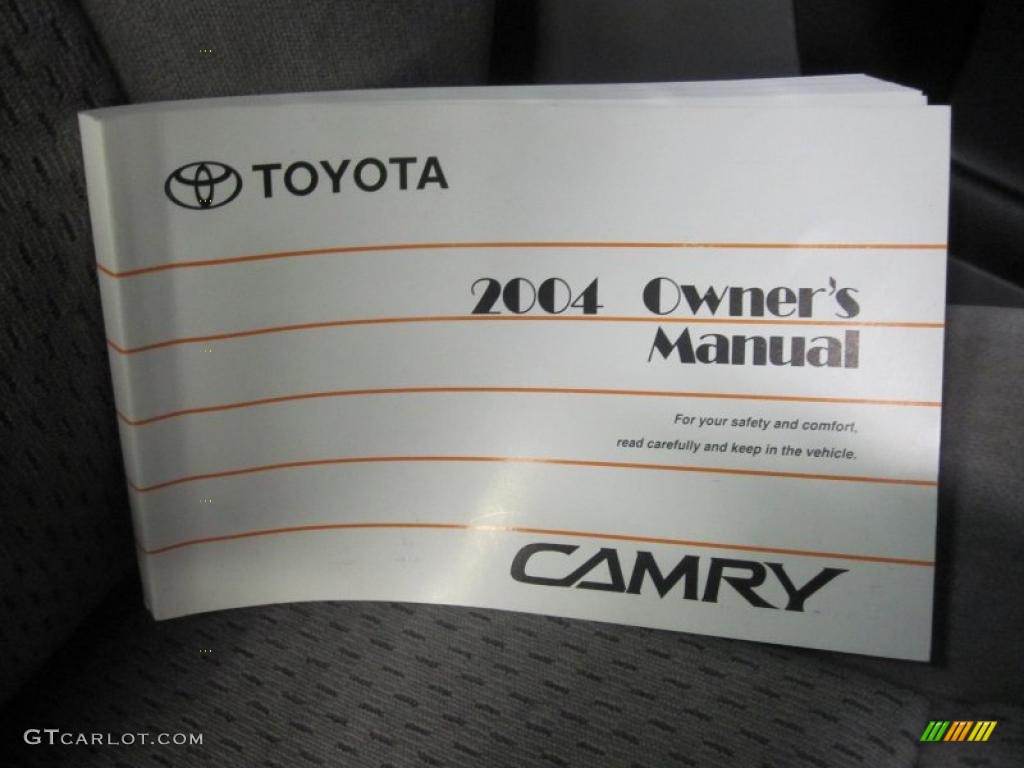 TOYOTA
2004 Owner's
Manual
For your safety and comfort,
read carefully and keep in the vehicle.
CAMRY
GTCARLOT.COM